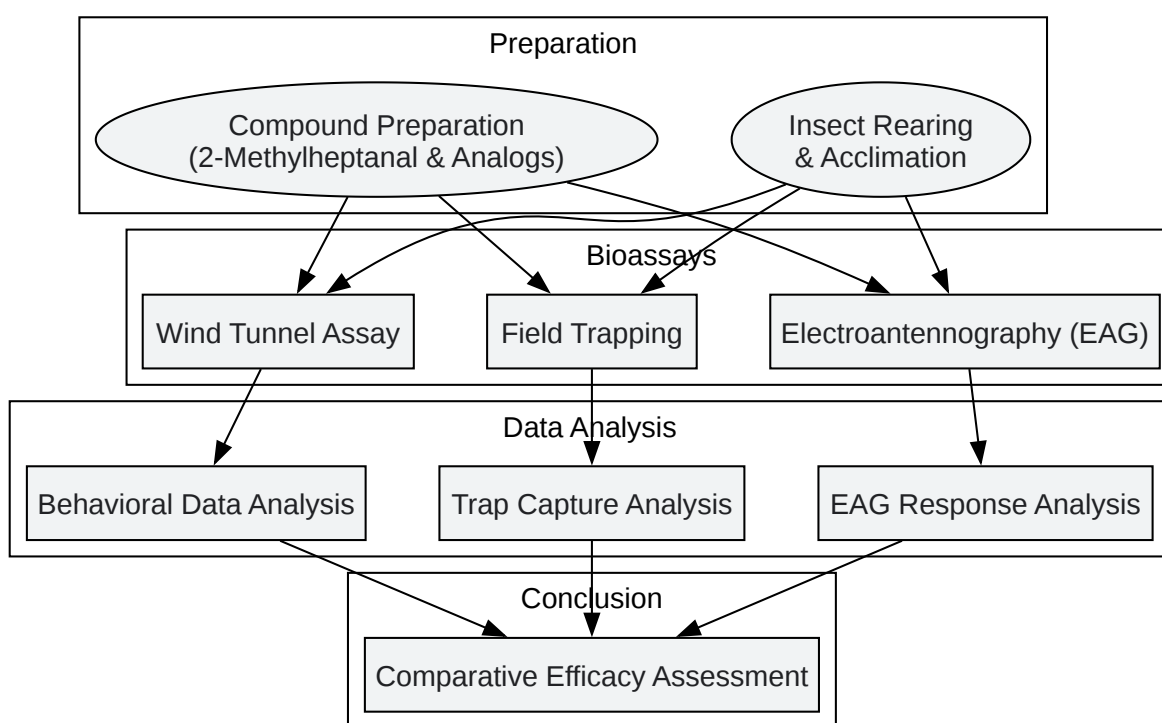 Preparation
Compound Preparation
(2-Methylheptanal & Analogs)
Insect Rearing
& Acclimation
Bioassays
Wind Tunnel Assay
Field Trapping
Electroantennography (EAG)
Data Analysis
Behavioral Data Analysis
Trap Capture Analysis
EAG Response Analysis
Conclusion
Comparative Efficacy Assessment